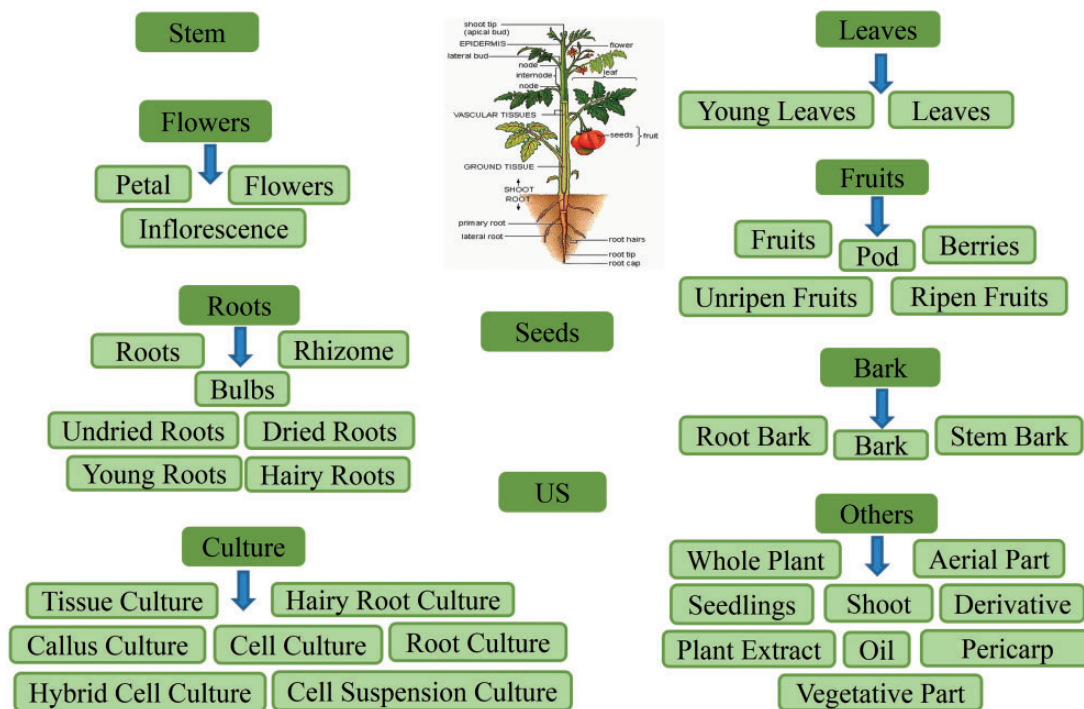 Stem
Flowers
Petal
Flowers
Inflorescence
Roots
Roots
Rhizome
Bulbs
Undried Roots
Dried Roots
Young Roots
Hairy Roots
Culture
Tissue Culture
Hairy Root Culture
Callus Culture
Cell Culture
Root Culture
Hybrid Cell Culture
Cell Suspension Culture
shoot tip
(apical bud)
EPIDERMIS
flower
lateral bud
node
internode
leaf
node
VASCULAR TISSUES
seeds
fruit
GROUND TISSUE
SHOOT
ROOT
primary root
lateral root
root hairs
root tip
root cap
Seeds
US
Leaves
Young Leaves
Leaves
Fruits
Fruits
Pod
Berries
Unripen Fruits
Ripen Fruits
Bark
Root Bark
Bark
Stem Bark
Others
Whole Plant
Aerial Part
Seedlings
Shoot
Derivative
Plant Extract
Oil
Pericarp
Vegetative Part